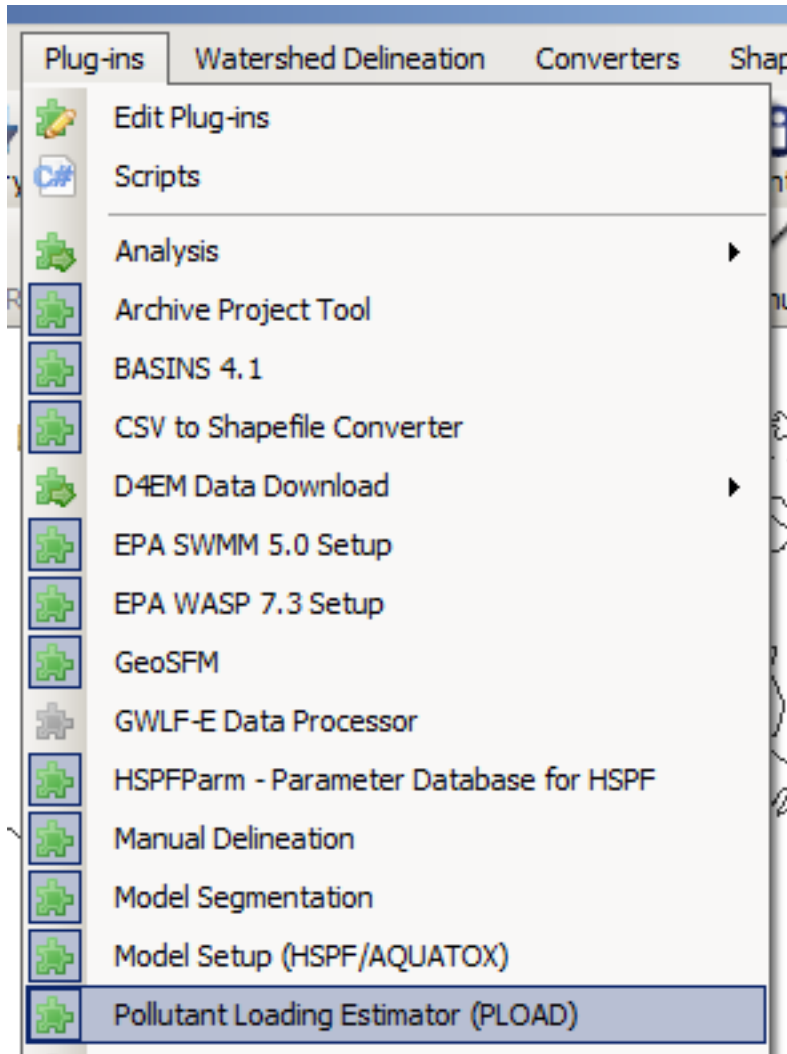 Plug-ins Watershed Delineation Converters Shap
Edit Plug-ins
C# Scripts
Analysis
Archive Project Tool
BASINS 4.1
CSV to Shapefile Converter
D4EM Data Download
EPA SWMM 5.0 Setup
EPA WASP 7.3 Setup
GeoSFM
GWLF-E Data Processor
HSPFParm - Parameter Database for HSPF
Manual Delineation
Model Segmentation
Model Setup (HSPF/AQUATOX)
Pollutant Loading Estimator (PLOAD)